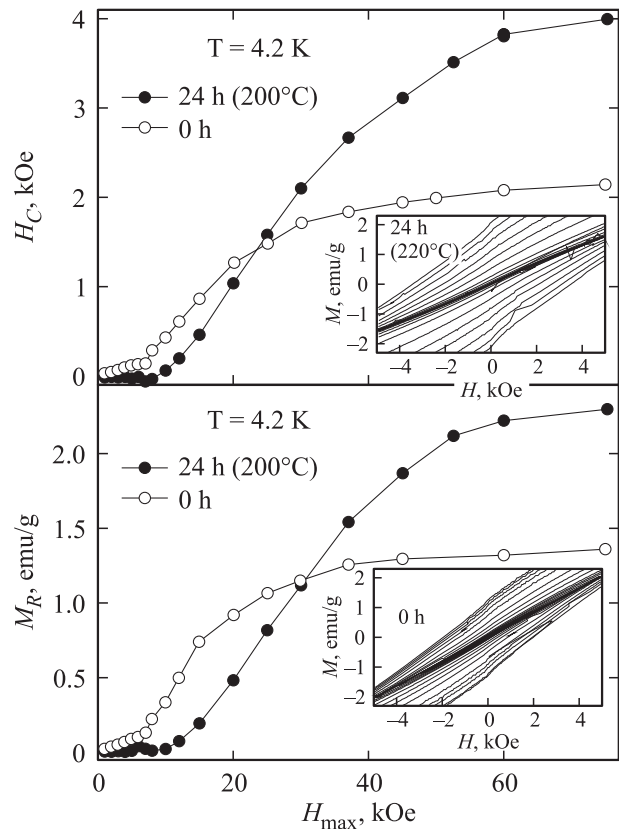 4
3
2
1
0
H_C, kOe
T = 4.2 K
24 h (200°C)
0 h
24 h
(220°C)
2
1
0
−1
−2
M, emu/g
−4 −2 0 2 4
H, kOe
2.0
1.5
1.0
0.5
0
M_R, emu/g
T = 4.2 K
24 h (200°C)
0 h
0 h
2
1
0
−1
−2
M, emu/g
−4 −2 0 2 4
H, kOe
0 20 40 60
H_max, kOe